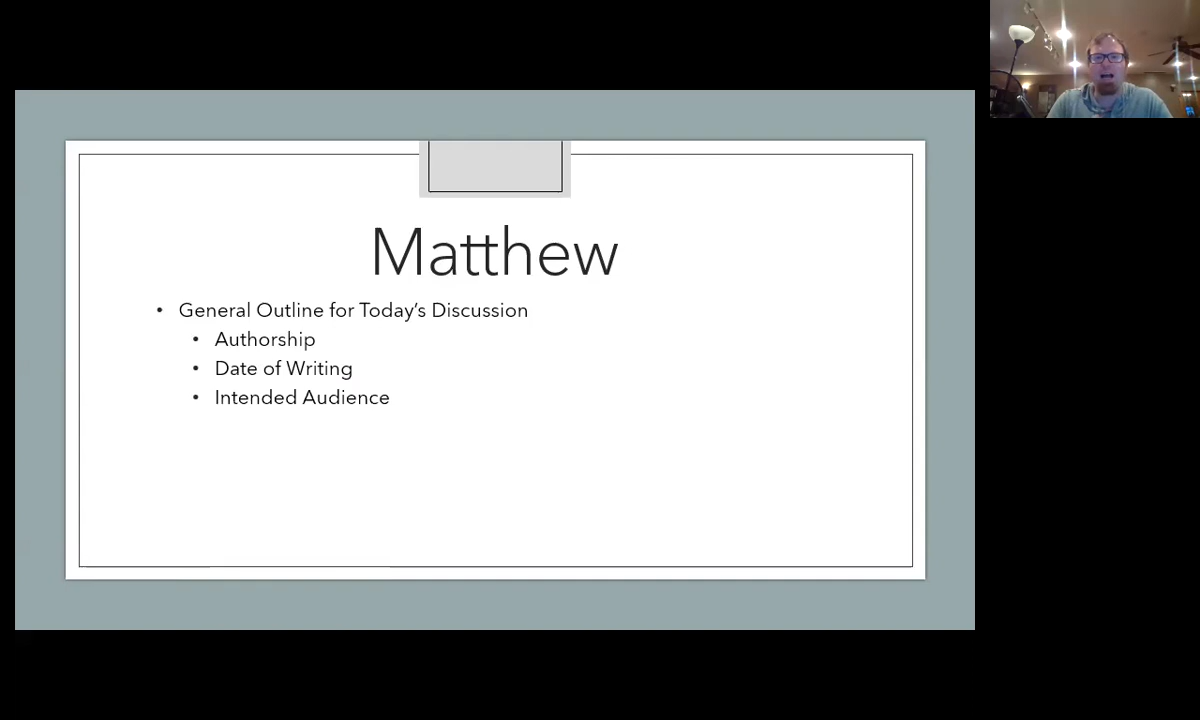 Matthew
• General Outline for Today's Discussion
• Authorship
• Date of Writing
• Intended Audience